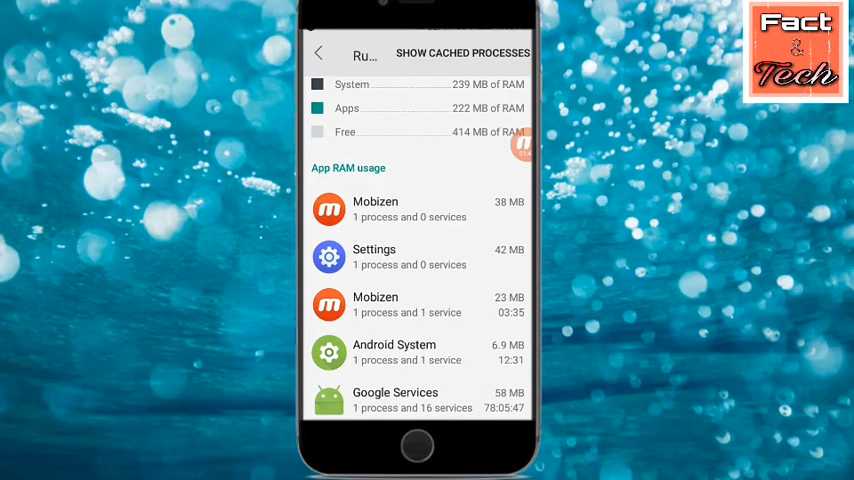 Fact
&
Tech
Ru... SHOW CACHED PROCESSES
System 239 MB of RAM
Apps 222 MB of RAM
Free 414 MB of RAM
App RAM usage
Mobizen 38 MB
1 process and 0 services
Settings 42 MB
1 process and 0 services
Mobizen 23 MB
1 process and 1 service 03:35
Android System 6.9 MB
1 process and 1 service 12:31
Google Services 58 MB
1 process and 16 services 78:05:47